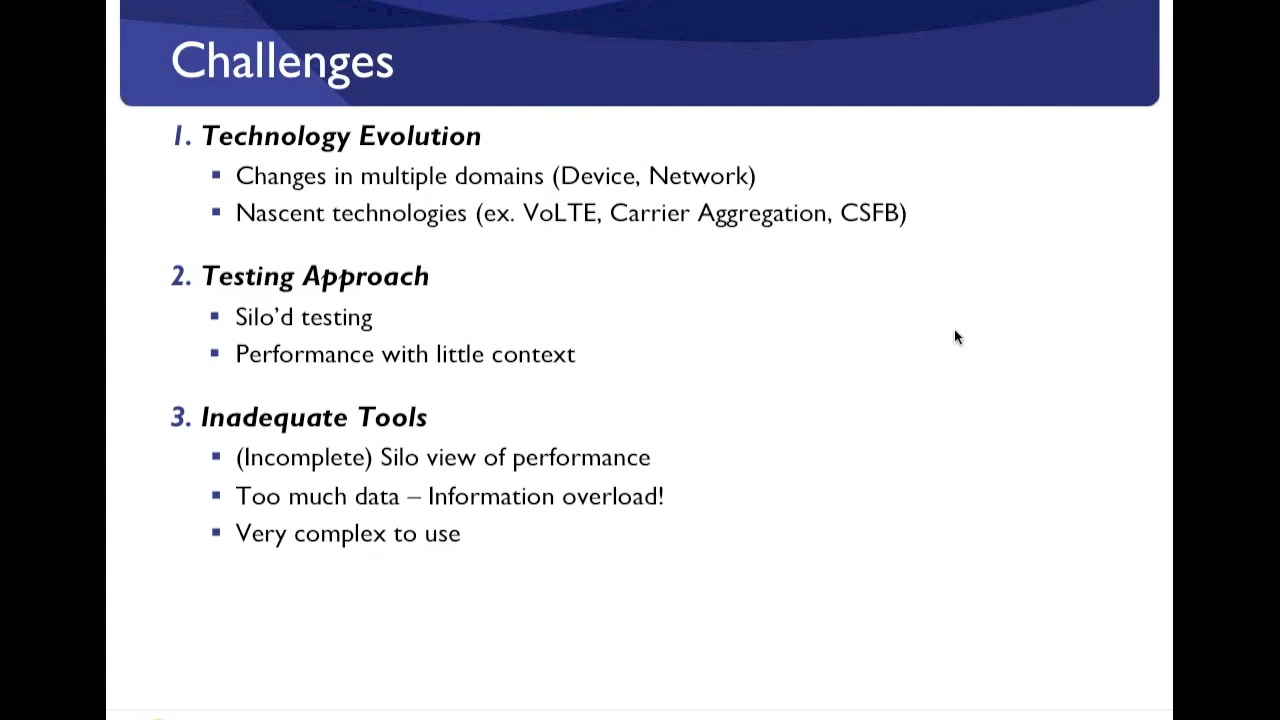 Challenges
1. Technology Evolution
▪ Changes in multiple domains (Device, Network)
▪ Nascent technologies (ex. VoLTE, Carrier Aggregation, CSFB)
2. Testing Approach
▪ Silo’d testing
▪ Performance with little context
3. Inadequate Tools
▪ (Incomplete) Silo view of performance
▪ Too much data – Information overload!
▪ Very complex to use